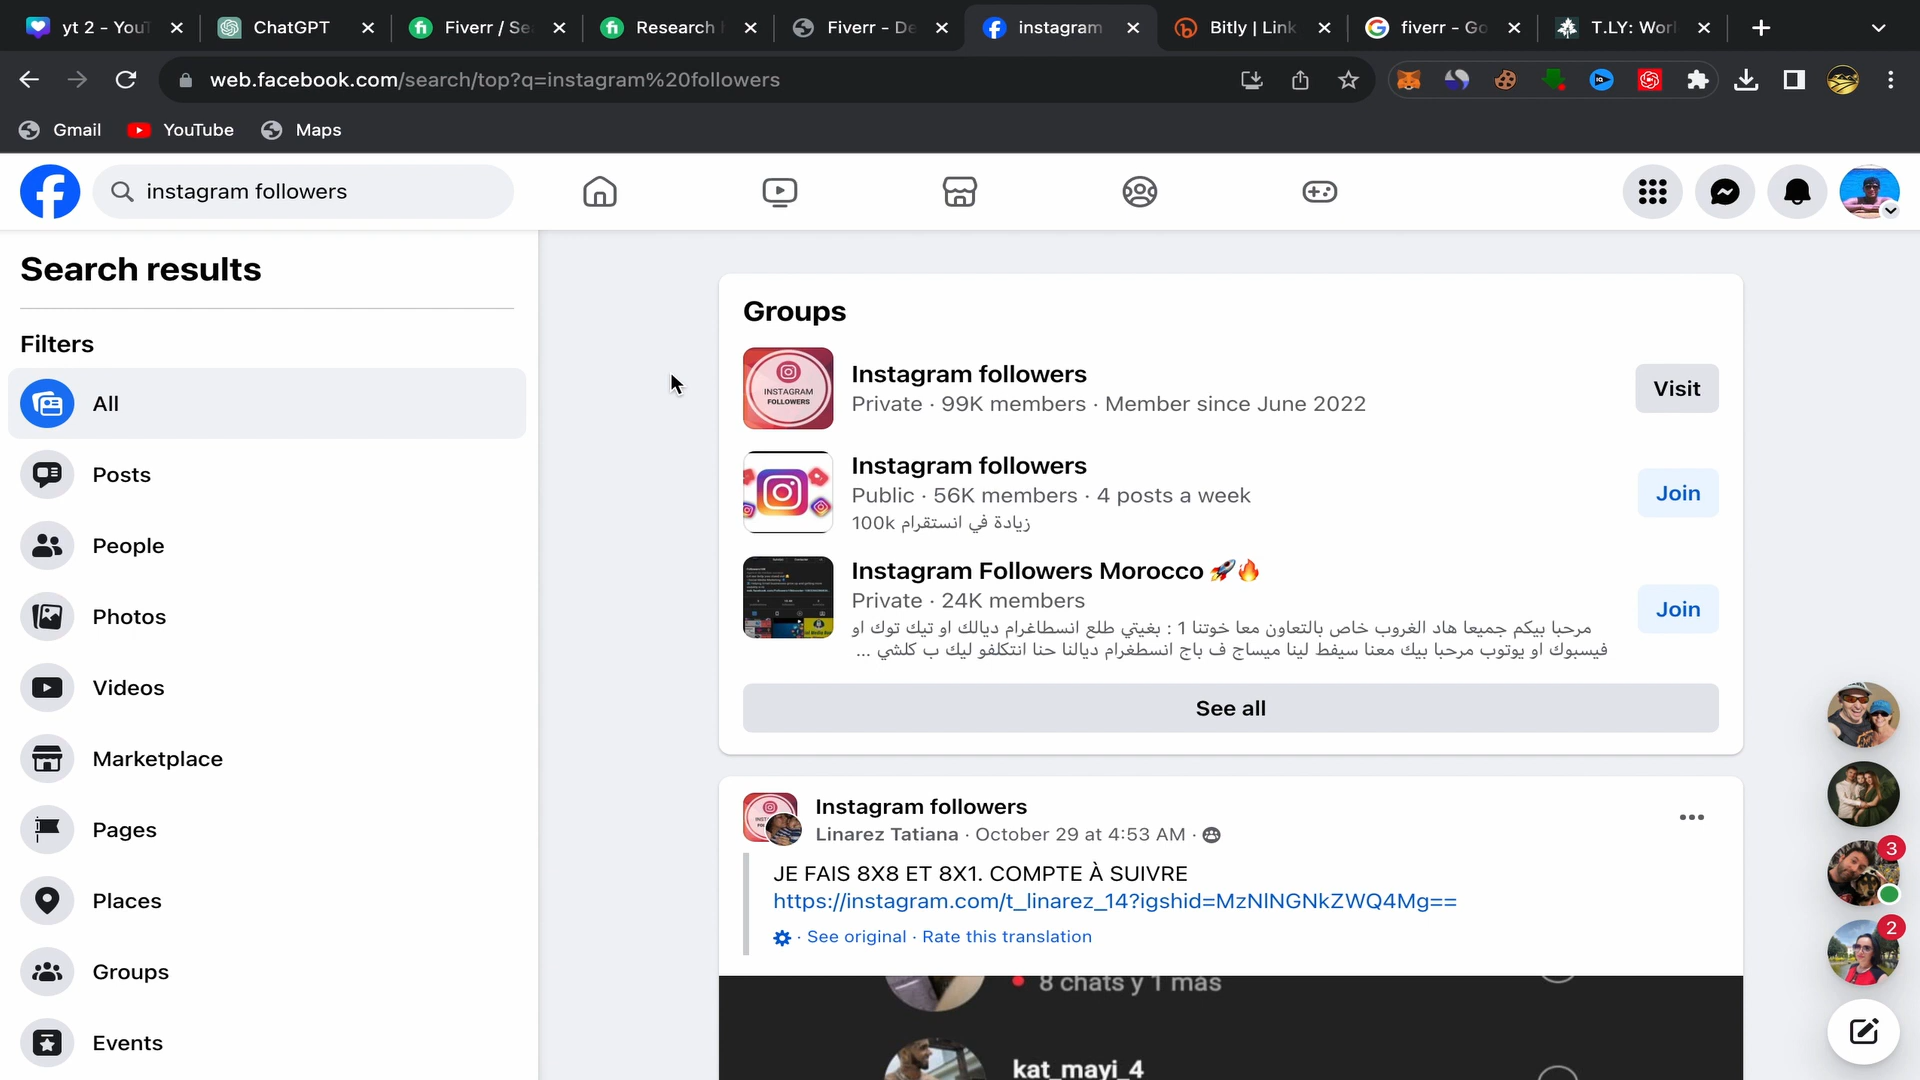 yt 2 - YouT
ChatGPT
Fiverr / Se
Research
Fiverr - De
instagram
Bitly | Link
fiverr - Go
T.LY: Worl
web.facebook.com/search/top?q=instagram%20followers
Gmail
YouTube
Maps
instagram followers
Search results
Filters
All
Posts
People
Photos
Videos
Marketplace
Pages
Places
Groups
Events
Groups
INSTAGRAM
FOLLOWERS
Instagram followers
Private · 99K members · Member since June 2022
Visit
Instagram followers
Public · 56K members · 4 posts a week
زيادة في انستقرام 100k
Join
Instagram Followers Morocco 🚀🔥
Private · 24K members
مرحبا بيكم جميعا هاد الغروب خاص بالتعاون معا خوتنا 1 : بغيتي طلع انسطاغرام ديالك او تيك توك او
فيسبوك او يوتوب مرحبا بيك معنا سيفط لينا ميساج ف باج انسطغرام ديالنا حنا انتكلفو ليك ب كلشي ...
Join
See all
Instagram followers
Linarez Tatiana · October 29 at 4:53 AM ·
JE FAIS 8X8 ET 8X1. COMPTE À SUIVRE
https://instagram.com/t_linarez_14?igshid=MzNlNGNkZWQ4Mg==
· See original · Rate this translation
8 chats y 1 más
kat_mayi_4
3
2